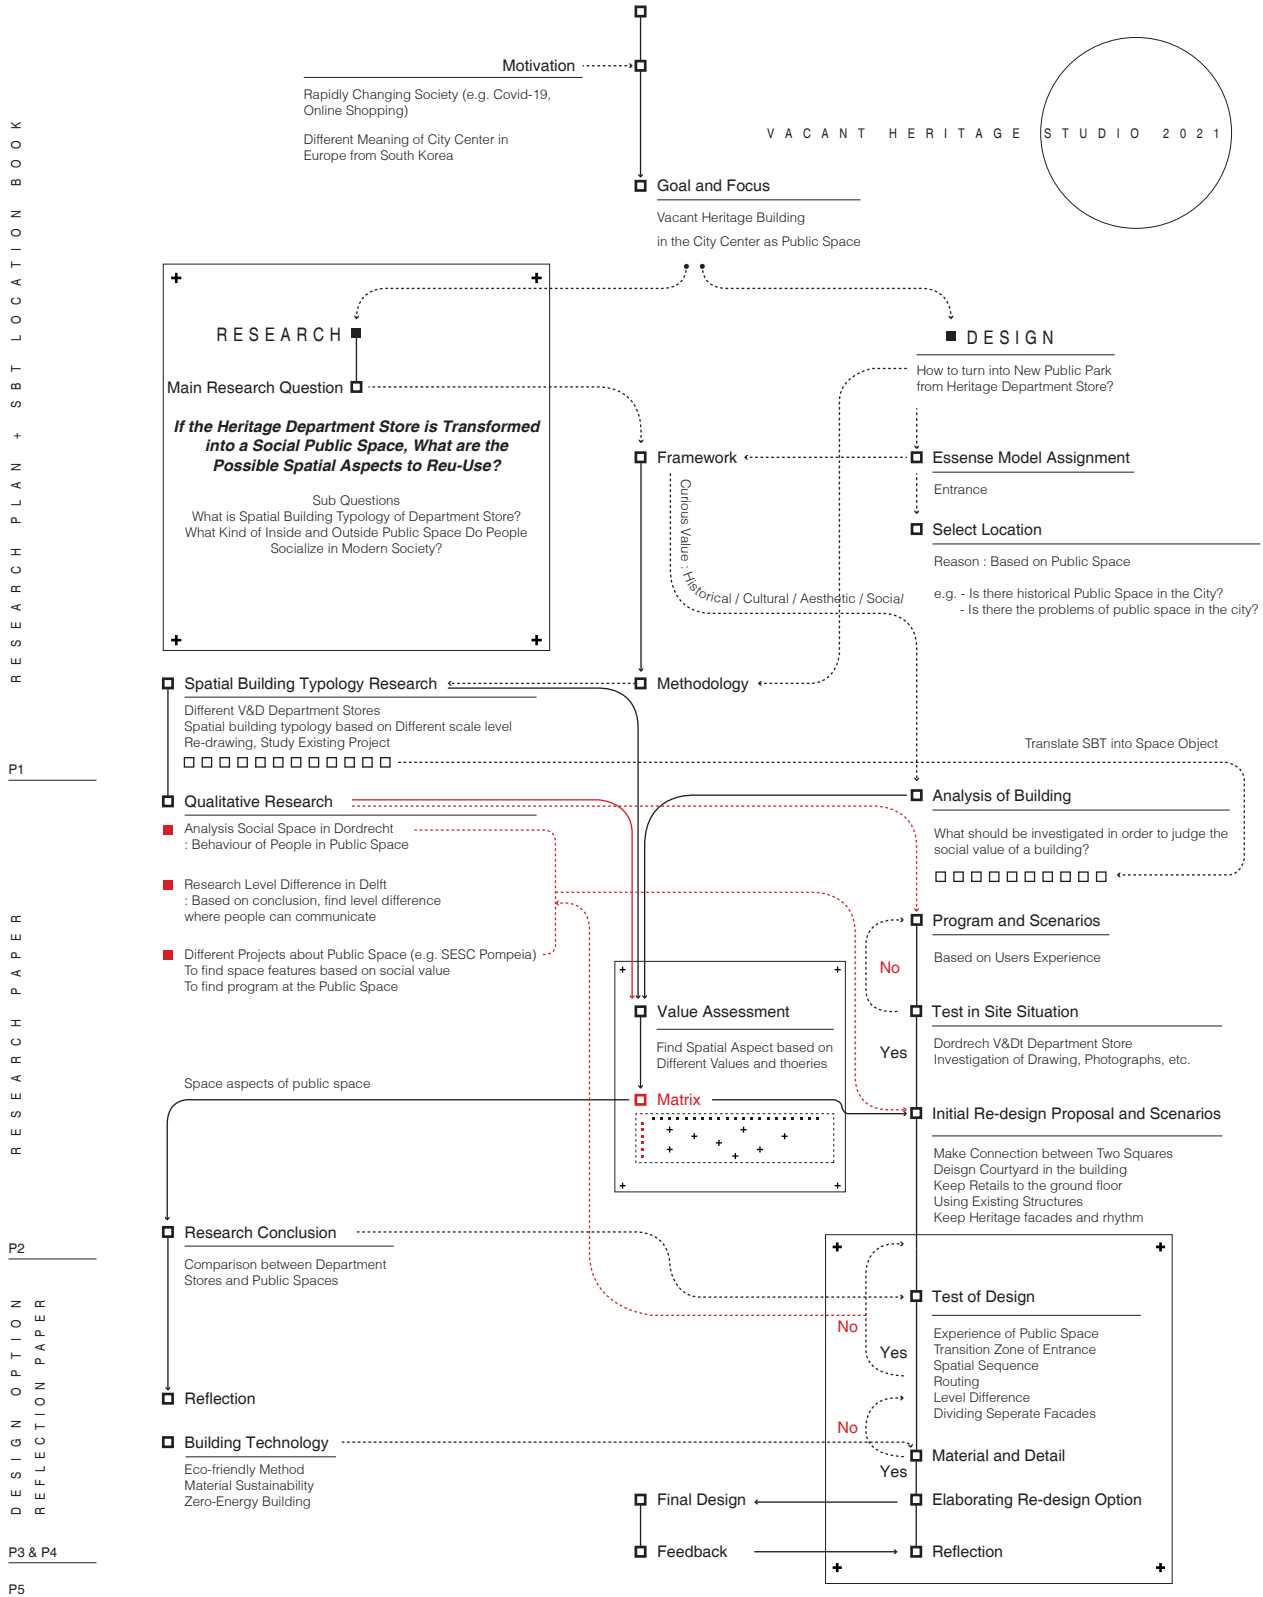 Motivation
Rapidly Changing Society (e.g. Covid-19,
Online Shopping)
Different Meaning of City Center in
Europe from South Korea
VACANT HERITAGE STUDIO 2021
Goal and Focus
Vacant Heritage Building
in the City Center as Public Space
RESEARCH PLAN + SBT LOCATION BOOK
RESEARCH
Main Research Question
If the Heritage Department Store is Transformed
into a Social Public Space, What are the
Possible Spatial Aspects to Reu-Use?
Sub Questions
What is Spatial Building Typology of Department Store?
What Kind of Inside and Outside Public Space Do People
Socialize in Modern Society?
DESIGN
How to turn into New Public Park
from Heritage Department Store?
Framework
Curious Value : Historical / Cultural / Aesthetic / Social
Essense Model Assignment
Entrance
Select Location
Reason : Based on Public Space
e.g. - Is there historical Public Space in the City?
- Is there the problems of public space in the city?
Methodology
Spatial Building Typology Research
Different V&D Department Stores
Spatial building typology based on Different scale level
Re-drawing, Study Existing Project
Translate SBT into Space Object
P1
Qualitative Research
Analysis Social Space in Dordrecht
: Behaviour of People in Public Space
Research Level Difference in Delft
: Based on conclusion, find level difference
where people can communicate
Different Projects about Public Space (e.g. SESC Pompeia)
To find space features based on social value
To find program at the Public Space
Analysis of Building
What should be investigated in order to judge the
social value of a building?
Program and Scenarios
Based on Users Experience
No
Test in Site Situation
Dordrech V&Dt Department Store
Investigation of Drawing, Photographs, etc.
Yes
RESEARCH PAPER
Value Assessment
Find Spatial Aspect based on
Different Values and thoeries
Space aspects of public space
Matrix
Initial Re-design Proposal and Scenarios
Make Connection between Two Squares
Deisgn Courtyard in the building
Keep Retails to the ground floor
Using Existing Structures
Keep Heritage facades and rhythm
Research Conclusion
Comparison between Department
Stores and Public Spaces
P2
DESIGN OPTION
REFLECTION PAPER
Test of Design
Experience of Public Space
Transition Zone of Entrance
Spatial Sequence
Routing
Level Difference
Dividing Seperate Facades
No
Yes
Reflection
No
Building Technology
Eco-friendly Method
Material Sustainability
Zero-Energy Building
Material and Detail
Yes
Final Design
Elaborating Re-design Option
Feedback
Reflection
P3 & P4
P5